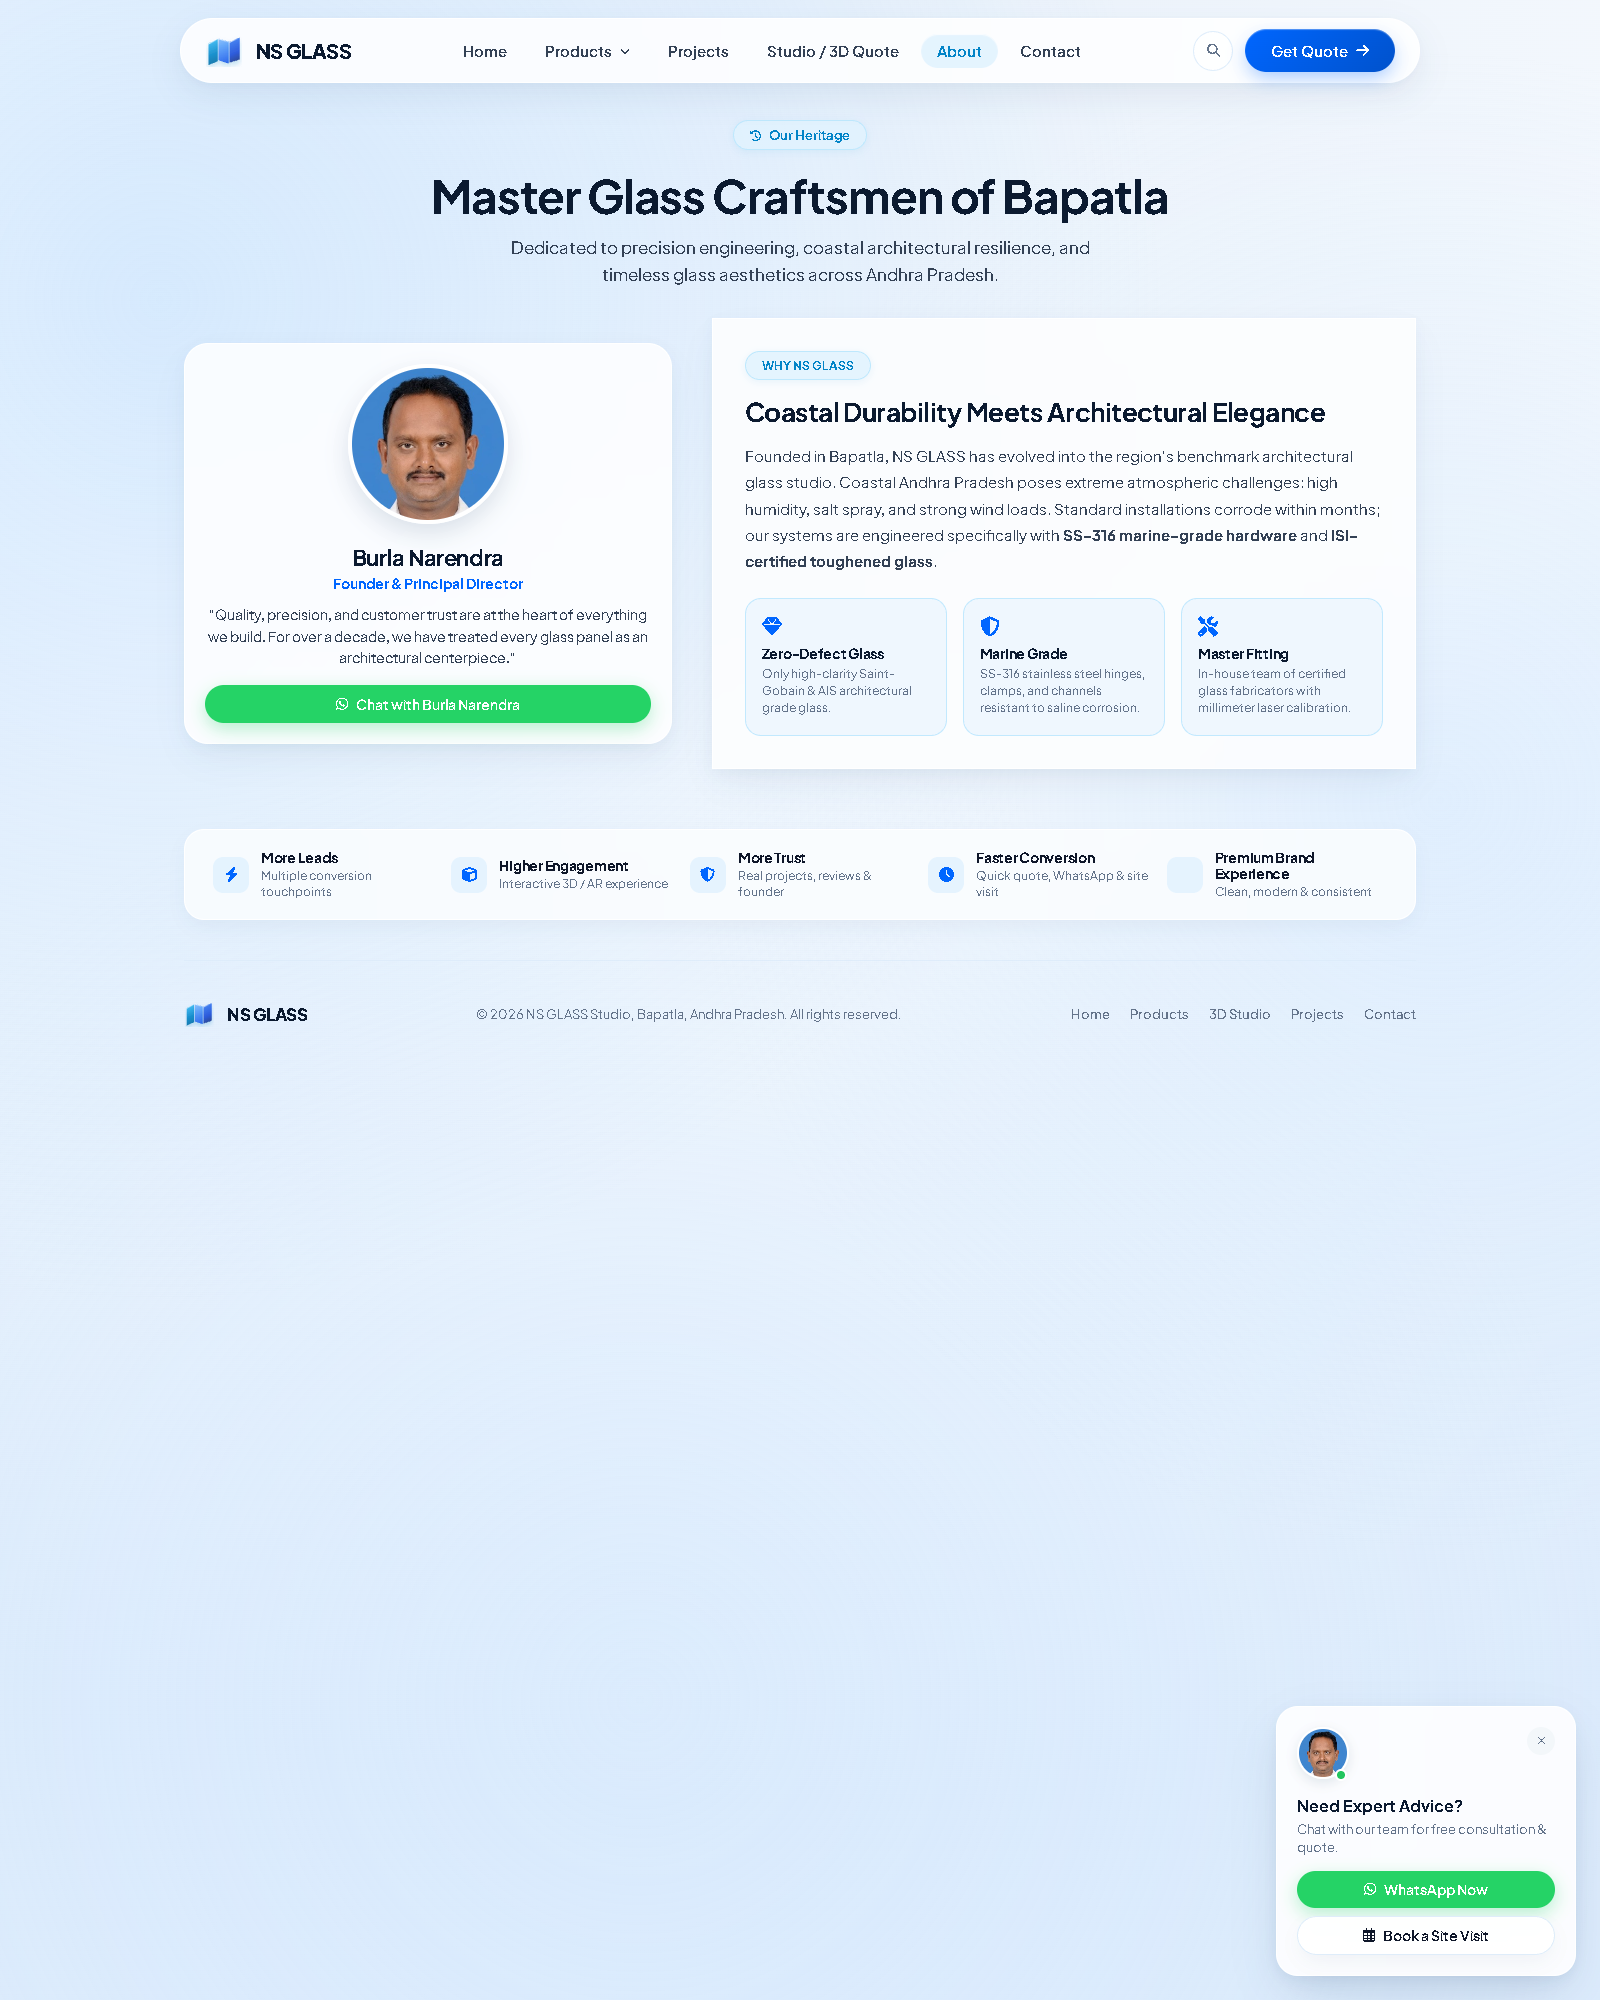 NS GLASS
Home
Products
Projects
Studio / 3D Quote
About
Contact
Get Quote
Our Heritage
Master Glass Craftsmen of Bapatla
Dedicated to precision engineering, coastal architectural resilience, and
timeless glass aesthetics across Andhra Pradesh.
Burla Narendra
Founder & Principal Director
"Quality, precision, and customer trust are at the heart of everything
we build. For over a decade, we have treated every glass panel as an
architectural centerpiece."
Chat with Burla Narendra
WHY NS GLASS
Coastal Durability Meets Architectural Elegance
Founded in Bapatla, NS GLASS has evolved into the region's benchmark architectural
glass studio. Coastal Andhra Pradesh poses extreme atmospheric challenges: high
humidity, salt spray, and strong wind loads. Standard installations corrode within months;
our systems are engineered specifically with SS-316 marine-grade hardware and ISI-
certified toughened glass.
Zero-Defect Glass
Only high-clarity Saint-
Gobain & AIS architectural
grade glass.
Marine Grade
SS-316 stainless steel hinges,
clamps, and channels
resistant to saline corrosion.
Master Fitting
In-house team of certified
glass fabricators with
millimeter laser calibration.
More Leads
Multiple conversion
touchpoints
Higher Engagement
Interactive 3D / AR experience
More Trust
Real projects, reviews &
founder
Faster Conversion
Quick quote, WhatsApp & site
visit
Premium Brand
Experience
Clean, modern & consistent
NS GLASS
© 2026 NS GLASS Studio, Bapatla, Andhra Pradesh. All rights reserved.
Home
Products
3D Studio
Projects
Contact
Need Expert Advice?
Chat with our team for free consultation &
quote.
WhatsApp Now
Book a Site Visit